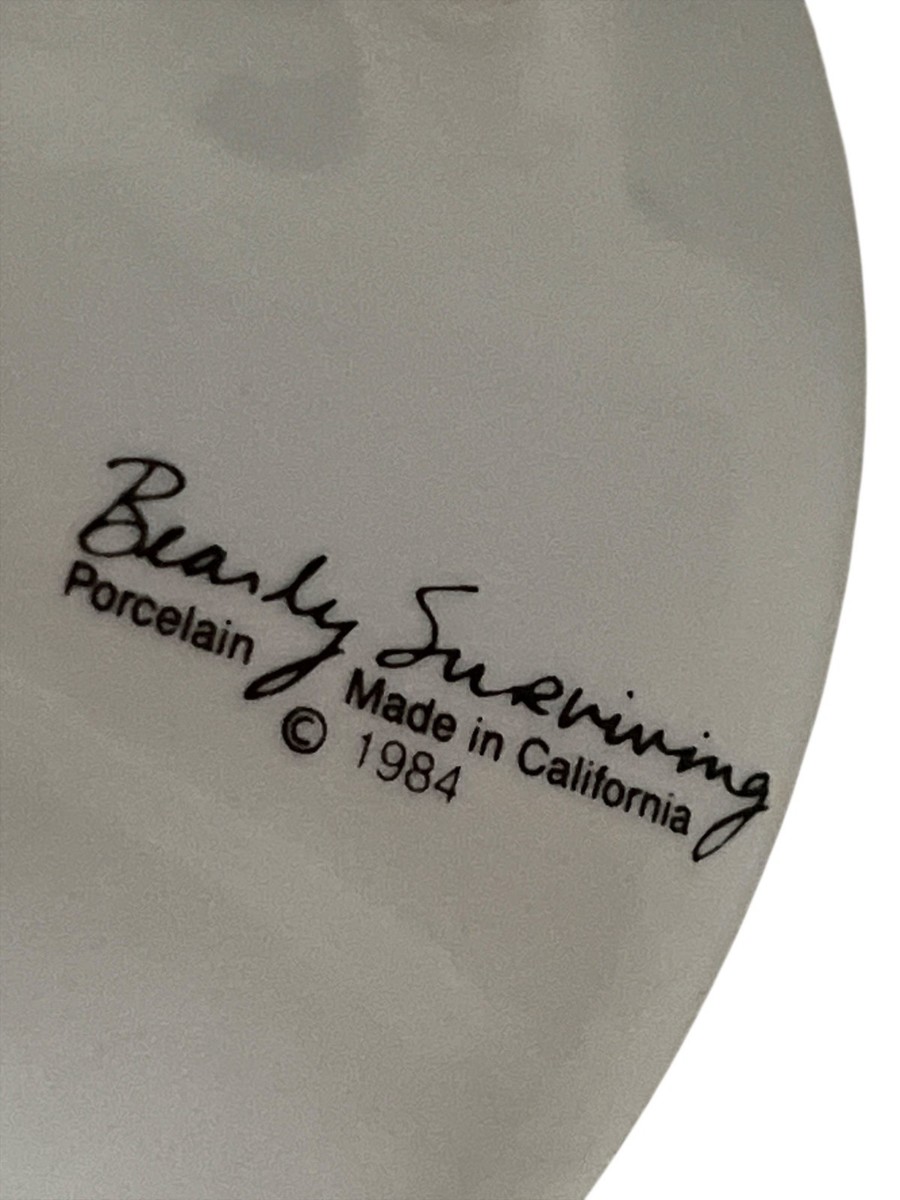 Bearly Surviving
Porcelain Made in California
© 1984